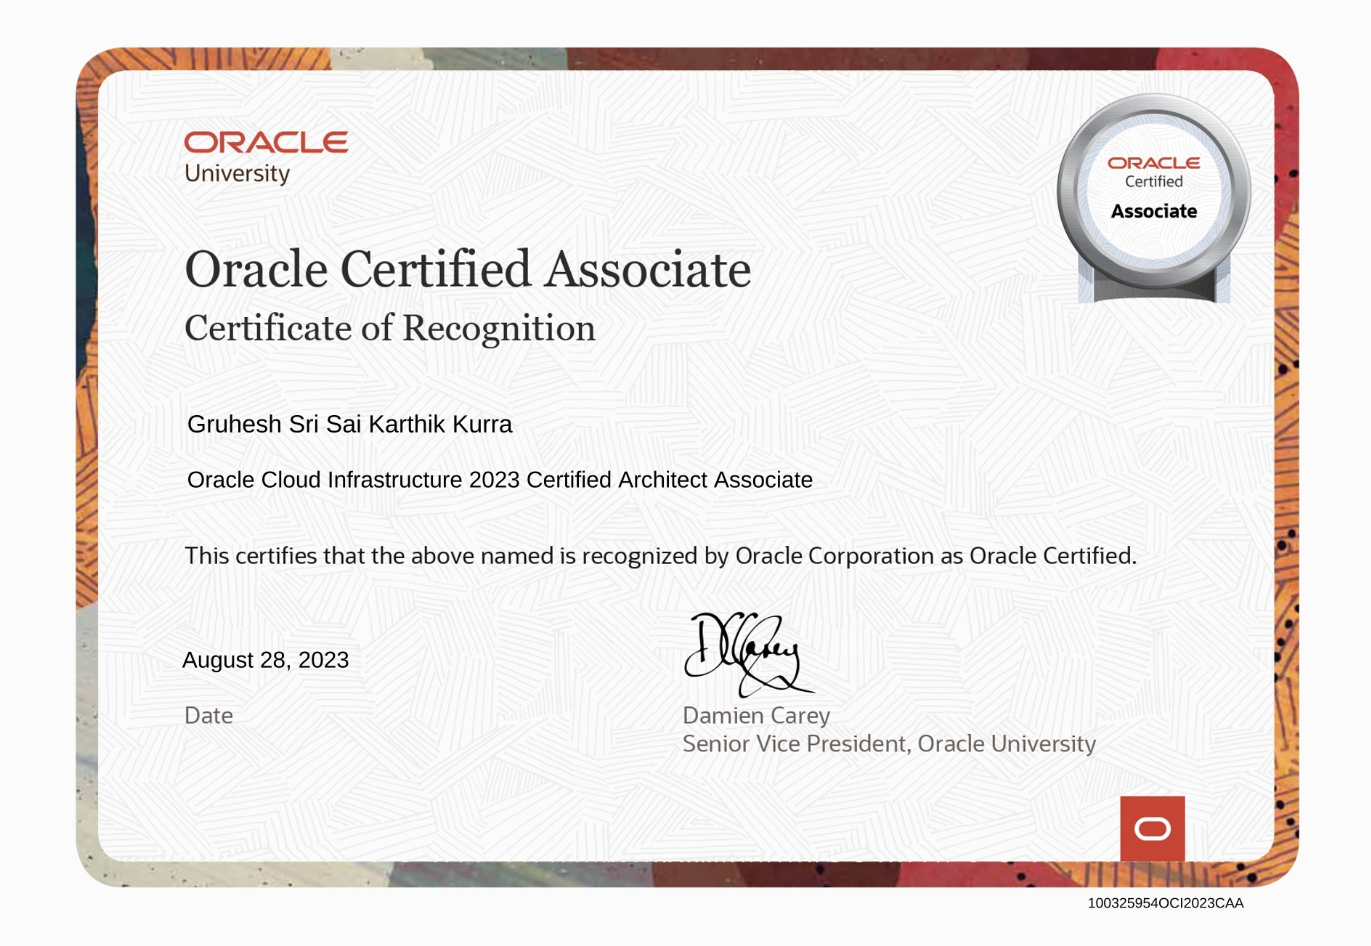 ORACLE
University
ORACLE
Certified
Associate
Oracle Certified Associate
Certificate of Recognition
Gruhesh Sri Sai Karthik Kurra
Oracle Cloud Infrastructure 2023 Certified Architect Associate
This certifies that the above named is recognized by Oracle Corporation as Oracle Certified.
August 28, 2023
Date
DCarey
Damien Carey
Senior Vice President, Oracle University
100325954OCI2023CAA